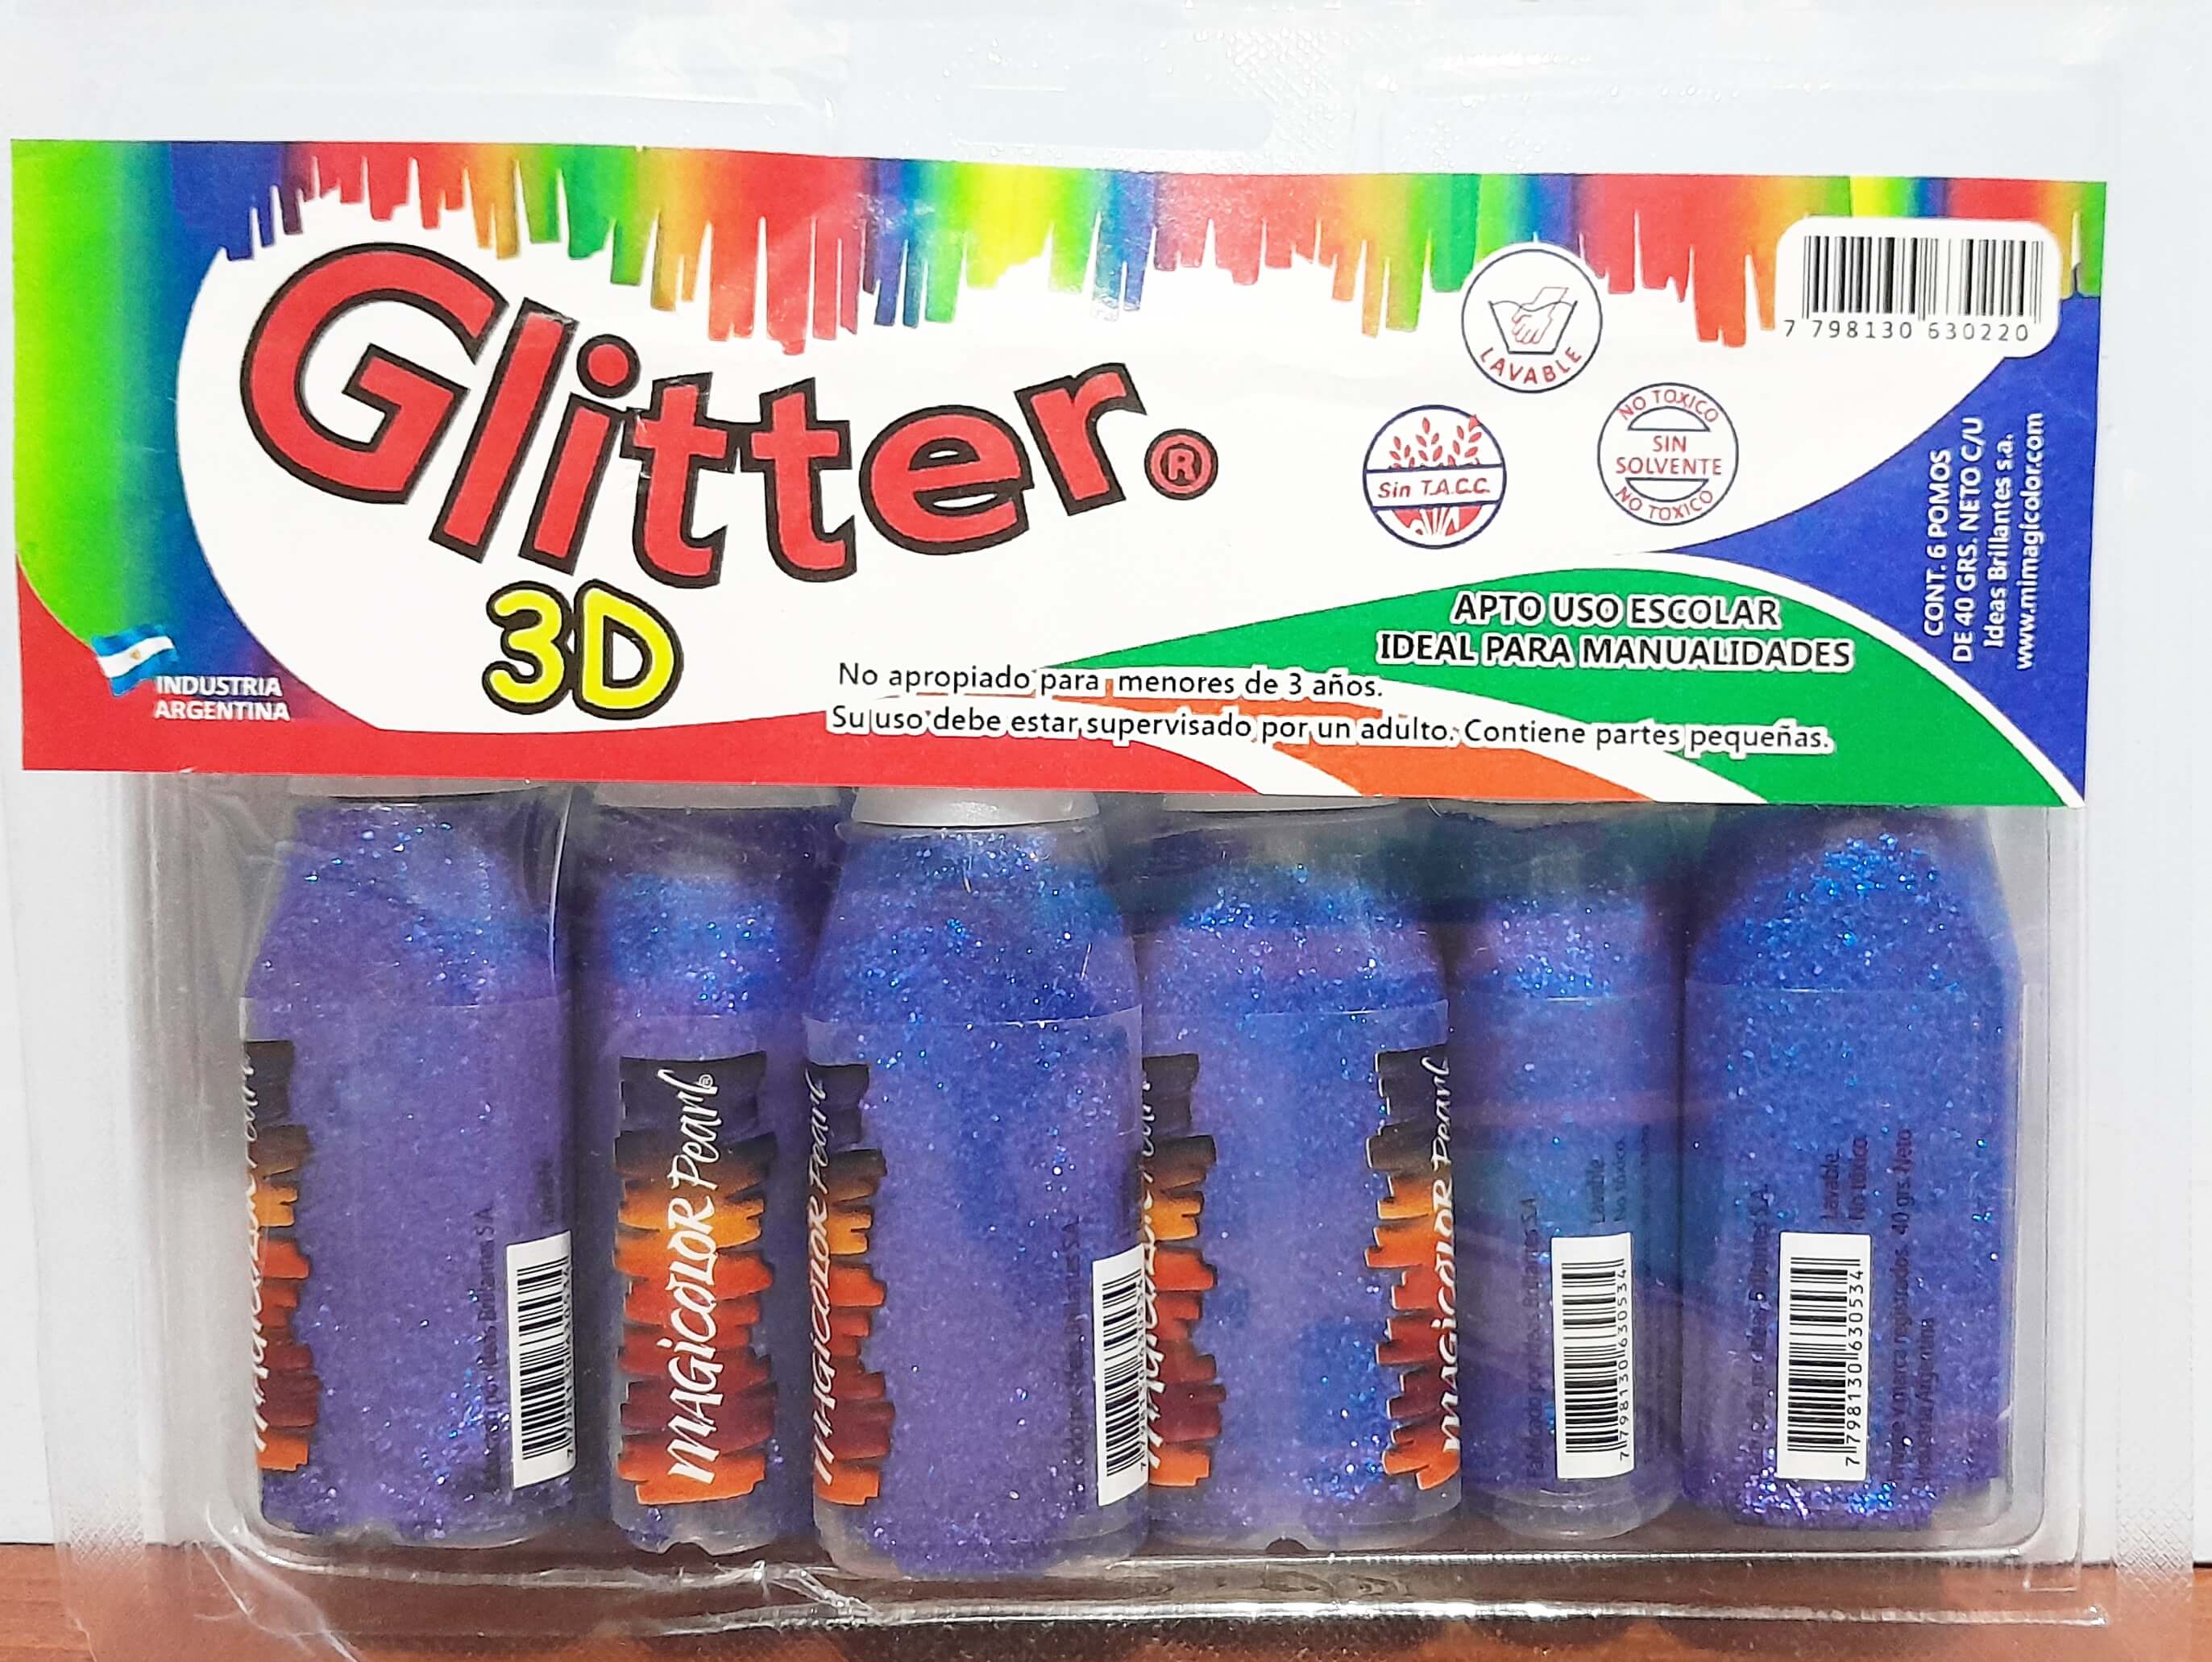 Glitter®
3D
LAVABLE
Sin T.A.C.C.
NO TOXICO
SIN
SOLVENTE
NO TOXICO
7 798130 630220
CONT. 6 POMOS
DE 40 GRS. NETO C/U
Ideas Brillantes s.a.
www.mimagicolor.com
APTO USO ESCOLAR
IDEAL PARA MANUALIDADES
INDUSTRIA
ARGENTINA
No apropiado para menores de 3 años.
Su uso debe estar supervisado por un adulto. Contiene partes pequeñas.
MAGICOLOR Pearl®
MAGICOLOR Pearl
MAGICOLOR Pearl
Lavable
No tóxico
7 798130 630534
Lavable
No tóxico
40 grs. Neto
7 798130 630534